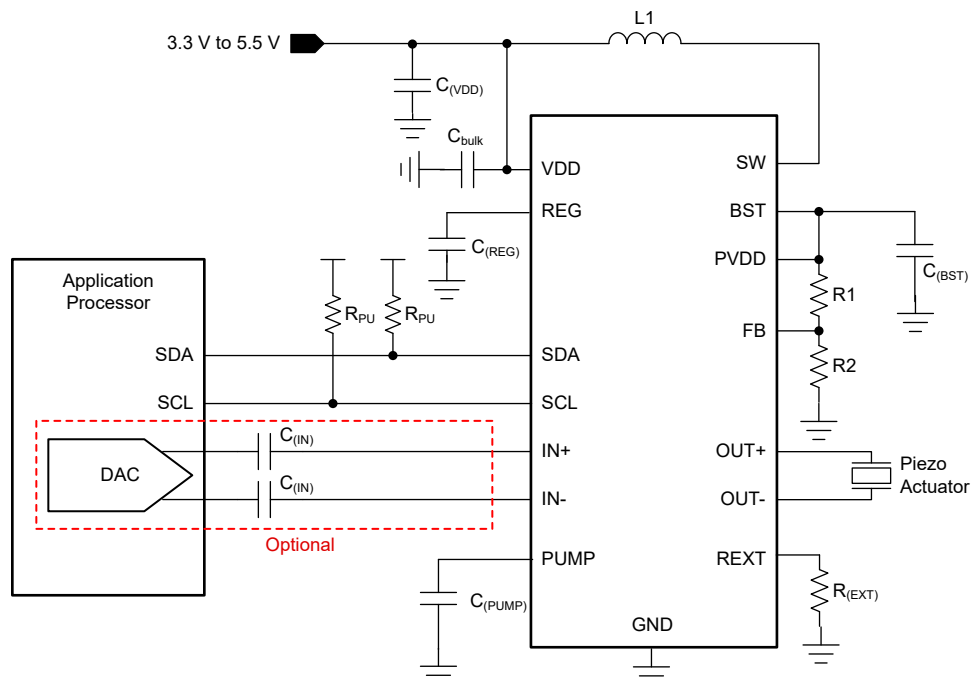 L1
3.3 V to 5.5 V
C(VDD)
Cbulk
VDD
SW
REG
BST
C(REG)
PVDD
C(BST)
Application
Processor
R1
RPU
RPU
FB
SDA
SDA
R2
SCL
SCL
C(IN)
DAC
IN+
OUT+
Piezo
Actuator
C(IN)
IN-
OUT-
Optional
PUMP
REXT
C(PUMP)
R(EXT)
GND